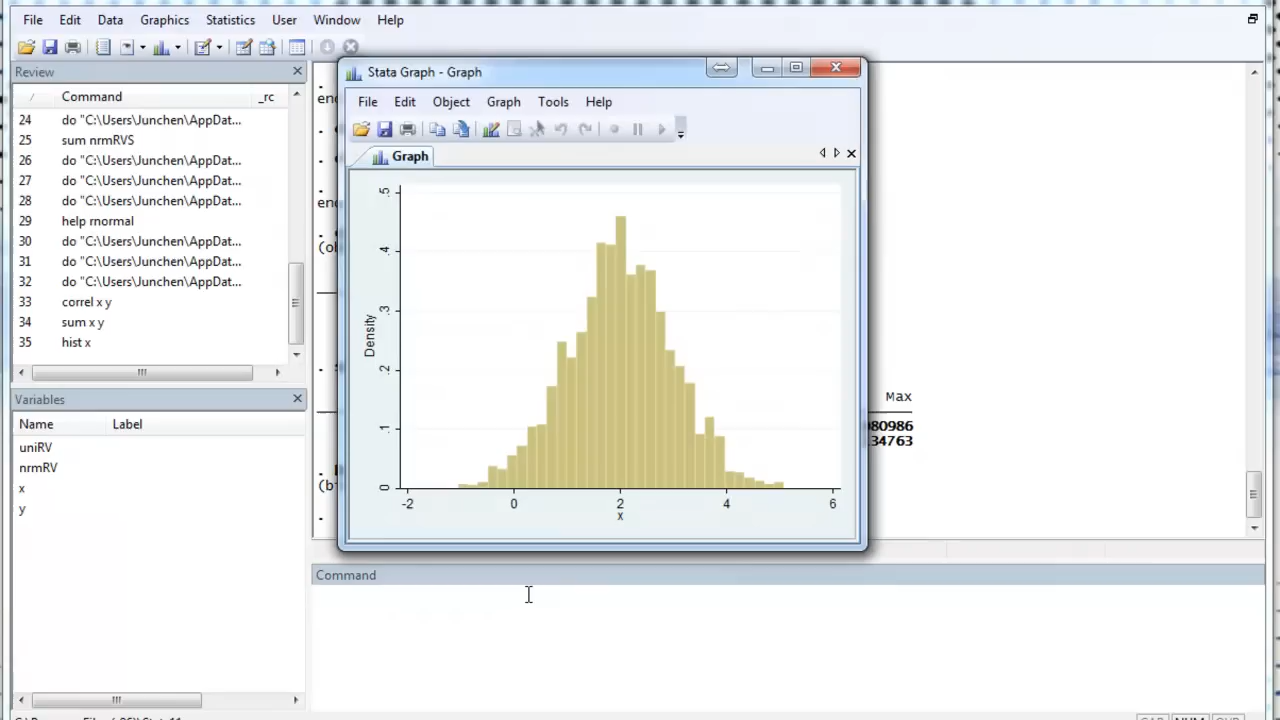 File Edit Data Graphics Statistics User Window Help
Review
Command _rc
24 do "C:\Users\Junchen\AppDat...
25 sum nrmRVS
26 do "C:\Users\Junchen\AppDat...
27 do "C:\Users\Junchen\AppDat...
28 do "C:\Users\Junchen\AppDat...
29 help rnormal
30 do "C:\Users\Junchen\AppDat...
31 do "C:\Users\Junchen\AppDat...
32 do "C:\Users\Junchen\AppDat...
33 correl x y
34 sum x y
35 hist x
Variables
Name Label
uniRV
nrmRV
x
y
Stata Graph - Graph
File Edit Object Graph Tools Help
Graph
.5
.4
.3
.2
.1
0
Density
-2 0 2 4 6
x
Max
80986
34763
Command
NUM